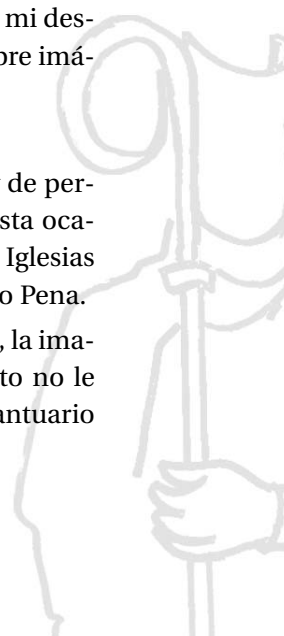 mi des-
bre imá-
de per-
sta oca-
Iglesias
o Pena.
, la ima-
to no le
antuario